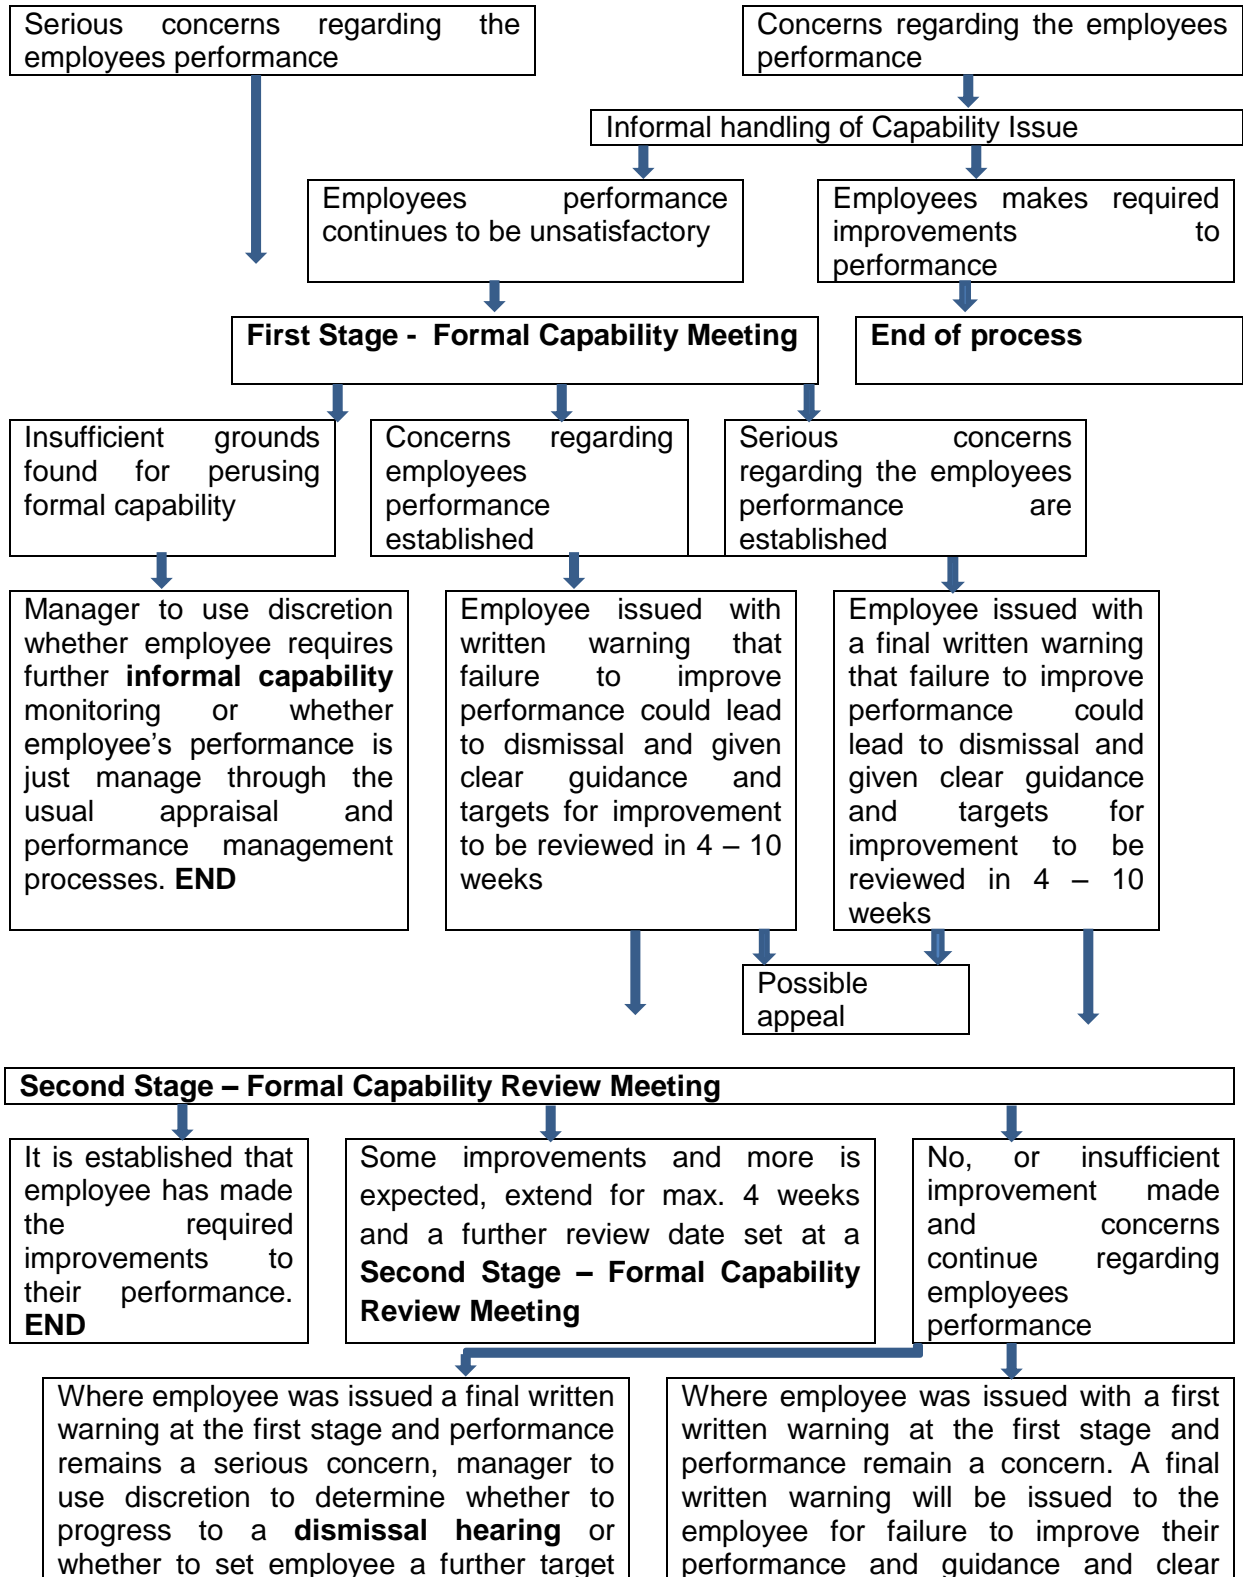 Serious concerns regarding the
employees performance
Concerns regarding the employees
performance
Informal handling of Capability Issue
Employees performance
continues to be unsatisfactory
Employees makes required
improvements to
performance
First Stage - Formal Capability Meeting
End of process
Insufficient grounds
found for perusing
formal capability
Concerns regarding
employees
performance
established
Serious concerns
regarding the employees
performance are
established
Manager to use discretion
whether employee requires
further informal capability
monitoring or whether
employee’s performance is
just manage through the
usual appraisal and
performance management
processes. END
Employee issued with
written warning that
failure to improve
performance could lead
to dismissal and given
clear guidance and
targets for improvement
to be reviewed in 4 – 10
weeks
Employee issued with
a final written warning
that failure to improve
performance could
lead to dismissal and
given clear guidance
and targets for
improvement to be
reviewed in 4 – 10
weeks
Possible
appeal
Second Stage – Formal Capability Review Meeting
It is established that
employee has made
the required
improvements to
their performance.
END
Some improvements and more is
expected, extend for max. 4 weeks
and a further review date set at a
Second Stage – Formal Capability
Review Meeting
No, or insufficient
improvement made
and concerns
continue regarding
employees
performance
Where employee was issued a final written
warning at the first stage and performance
remains a serious concern, manager to
use discretion to determine whether to
progress to a dismissal hearing or
whether to set employee a further target
Where employee was issued with a first
written warning at the first stage and
performance remain a concern. A final
written warning will be issued to the
employee for failure to improve their
performance and guidance and clear